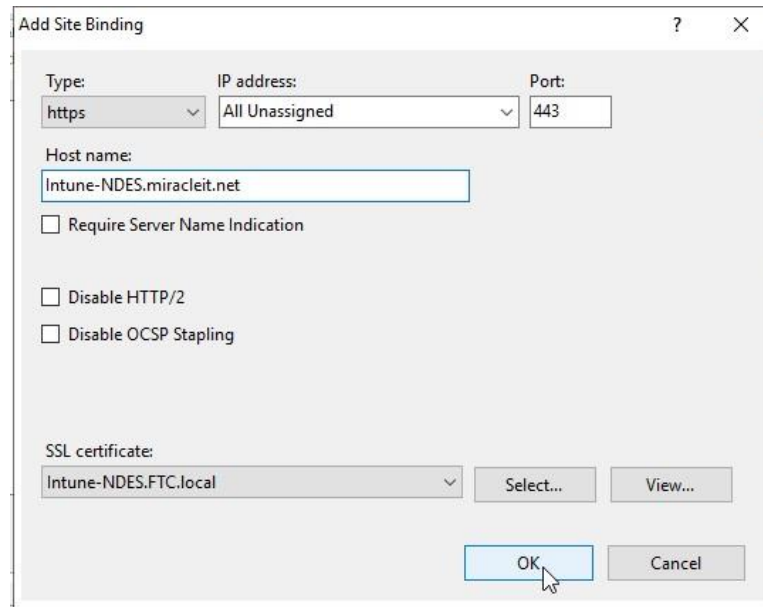 Add Site Binding
?
Type:
IP address:
Port:
https
All Unassigned
443
Host name:
Intune-NDES.miracleit.net
Require Server Name Indication
Disable HTTP/2
Disable OCSP Stapling
SSL certificate:
Intune-NDES.FTC.local
Select...
View...
OK
Cancel